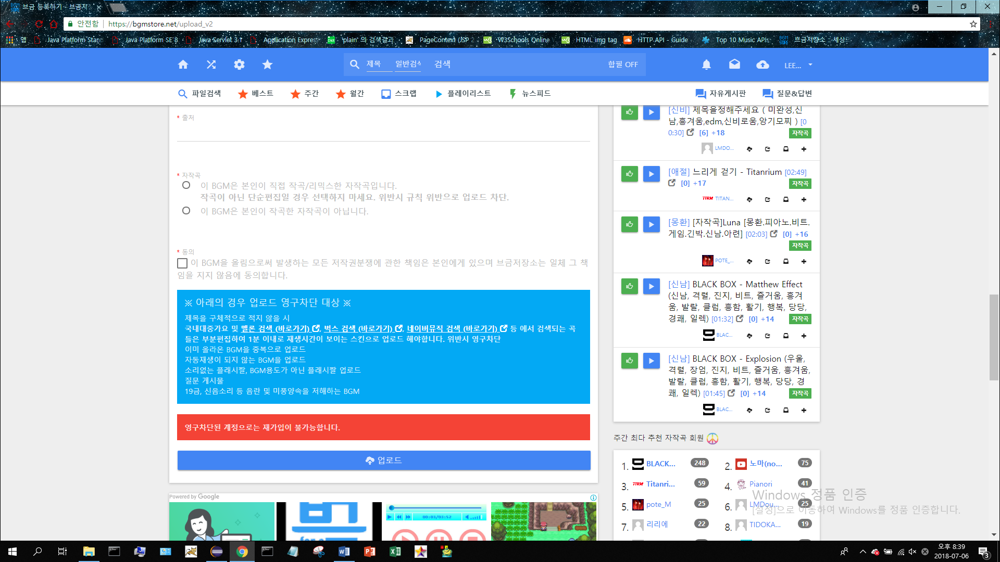 브금 등록하기 - 브금저
안전함 https://bgmstore.net/upload_v2
앱 Java Platform Stand Java Platform SE 8 Java Servlet 3.1 Application Expres 'plain' 의 검색결과 PageContext (JSP 2 W3Schools Online HTML img tag HTTP API - Guide Top 10 Music APIs 브금저장소 - 세상
제목 일반검색 검색 합필 OFF LEE...
파일검색 베스트 주간 월간 스크랩 플레이리스트 뉴스피드 자유게시판 질문&답변
* 출처
* 자작곡
이 BGM은 본인이 직접 작곡/리믹스한 자작곡입니다.
작곡이 아닌 단순편집일 경우 선택하지 마세요. 위반시 규칙 위반으로 업로드 차단.
이 BGM은 본인이 작곡한 자작곡이 아닙니다.
* 동의
이 BGM을 올림으로써 발생하는 모든 저작권분쟁에 관한 책임은 본인에게 있으며 브금저장소는 일체 그 책
임을 지지 않음에 동의합니다.
※ 아래의 경우 업로드 영구차단 대상 ※
제목을 구체적으로 적지 않을 시
국내대중가요 및 멜론 검색 (바로가기), 벅스 검색 (바로가기), 네이버뮤직 검색 (바로가기) 등 에서 검색되는 곡
들은 부분편집하여 1분 이내로 재생시간이 보이는 스킨으로 업로드 해야합니다. 위반시 영구차단
이미 올라온 BGM을 중복으로 업로드
자동재생이 되지 않는 BGM을 업로드
소리없는 플래시짤, BGM용도가 아닌 플래시짤 업로드
질문 게시물
19금, 신음소리 등 음란 및 미풍양속을 저해하는 BGM
영구차단된 계정으로는 재가입이 불가능합니다.
업로드
Powered by Google
00:03/03:52
[신비] 제목을정해주세요 ( 미완성,신
남,흥겨움,edm,신비로움,앙기모찌 ) [0
0:30] [6] +18 자작곡
LMDO...
[애절] 느리게 걷기 - Titanrium [02:49]
[0] +17 자작곡
TTRM TITAN...
[몽환] [자작곡]Luna [몽환.피아노.비트.
게임.긴박.신남.아련] [02:03] [0] +16
자작곡
POTE_...
[신남] BLACK BOX - Matthew Effect
(신남, 격렬, 진지, 비트, 즐거움, 흥겨
움, 발랄, 클럽, 흥함, 활기, 행복, 당당,
경쾌, 일렉) [01:32] [0] +14 자작곡
BLAC...
[신남] BLACK BOX - Explosion (우울,
격렬, 장엄, 진지, 비트, 즐거움, 흥겨움,
발랄, 클럽, 흥함, 활기, 행복, 당당, 경
쾌, 일렉) [01:45] [0] +14 자작곡
BLAC...
주간 최다 추천 자작곡 회원
1. BLACK... 248 2. 노마(no... 75
3. TTRM Titanri... 59 4. Pianori 41
5. pote_M 25 6. LMDou... 25
7. 리리에 22 8. TIDOKA... 19
Windows 정품 인증
[설정]으로 이동하여 Windows를 정품 인증합니다.
오후 8:39
2018-07-06
3